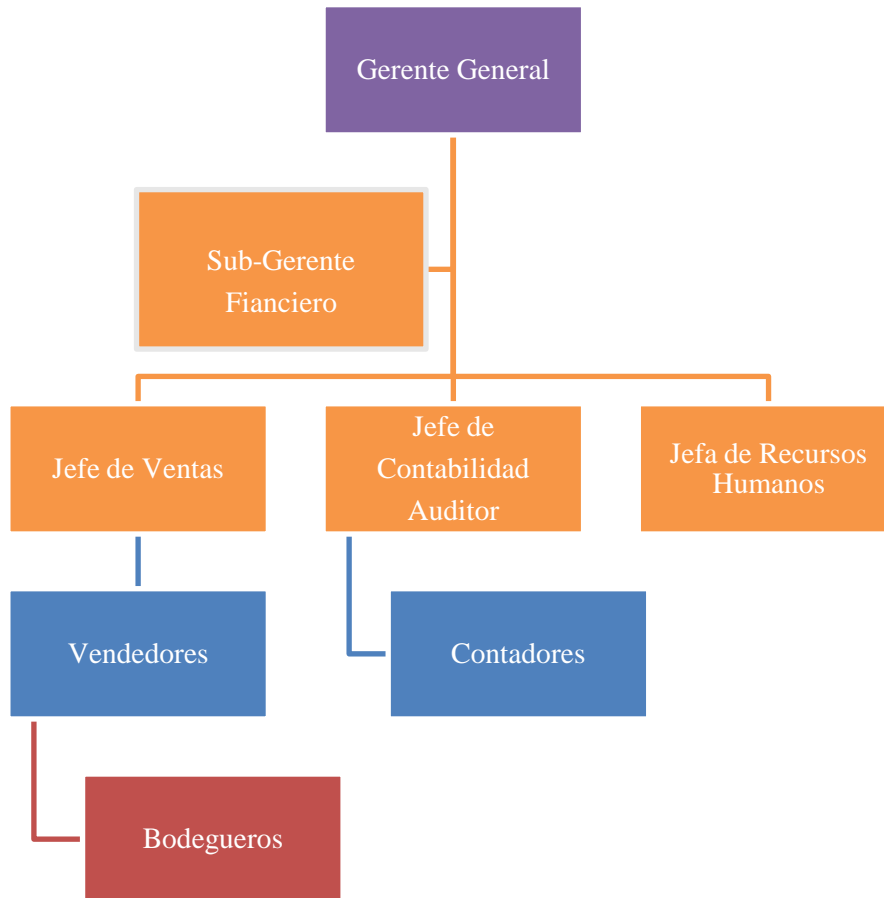 Gerente General
Sub-Gerente
Fianciero
Jefe de Ventas
Jefe de
Contabilidad
Auditor
Jefa de Recursos
Humanos
Vendedores
Contadores
Bodegueros